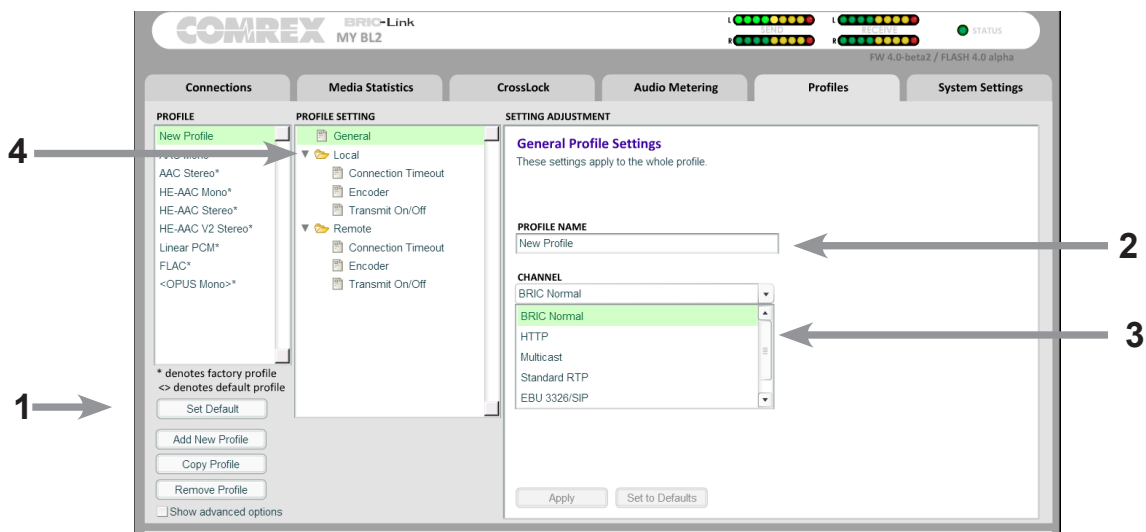 COMREX BRIC-Link
MY BL2
L SEND R
L RECEIVE R
STATUS
FW 4.0-beta2 / FLASH 4.0 alpha
Connections
Media Statistics
CrossLock
Audio Metering
Profiles
System Settings
PROFILE
New Profile
AAC Stereo*
HE-AAC Mono*
HE-AAC Stereo*
HE-AAC V2 Stereo*
Linear PCM*
FLAC*
<OPUS Mono>*
* denotes factory profile
<> denotes default profile
Set Default
Add New Profile
Copy Profile
Remove Profile
Show advanced options
PROFILE SETTING
General
Local
Connection Timeout
Encoder
Transmit On/Off
Remote
Connection Timeout
Encoder
Transmit On/Off
SETTING ADJUSTMENT
General Profile Settings
These settings apply to the whole profile.
PROFILE NAME
New Profile
CHANNEL
BRIC Normal
BRIC Normal
HTTP
Multicast
Standard RTP
EBU 3326/SIP
Apply
Set to Defaults
4
1
2
3